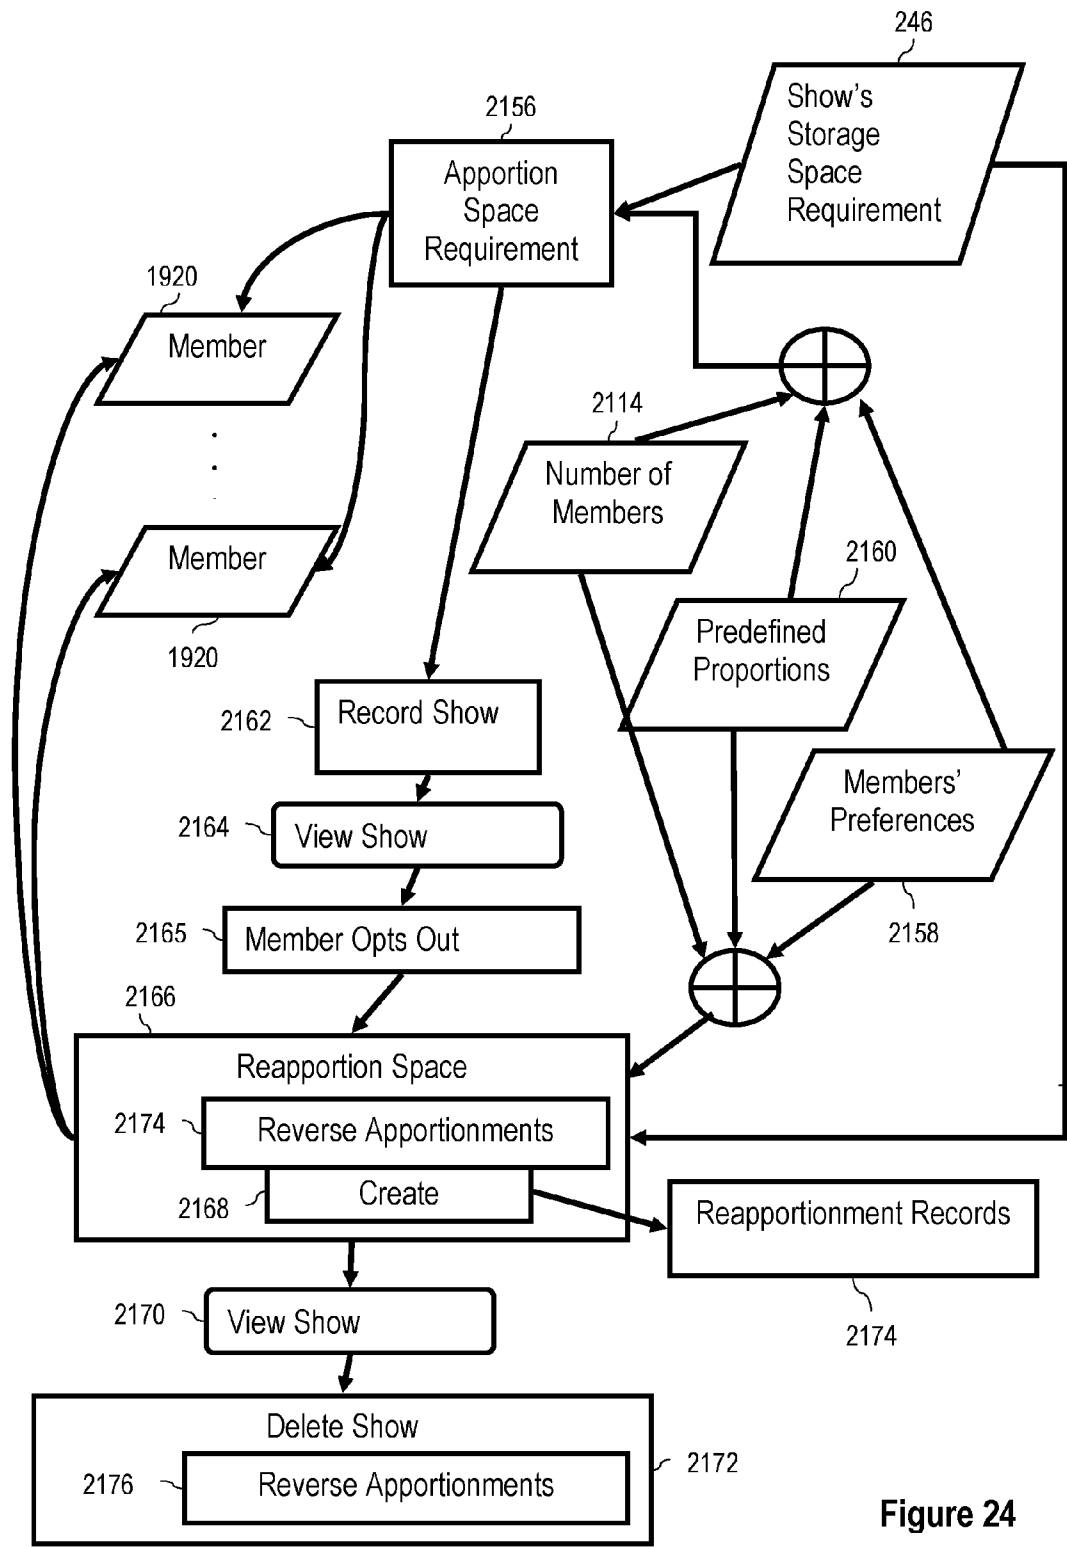 246
Show's
Storage
Space
Requirement
2156
Apportion
Space
Requirement
1920
Member
2114
Number of
Members
Member
1920
2160
Predefined
Proportions
2162
Record Show
Members'
Preferences
2158
2164
View Show
2165
Member Opts Out
2166
Reapportion Space
2174
Reverse Apportionments
2168
Create
Reapportionment Records
2174
2170
View Show
Delete Show
2172
2176
Reverse Apportionments
Figure 24